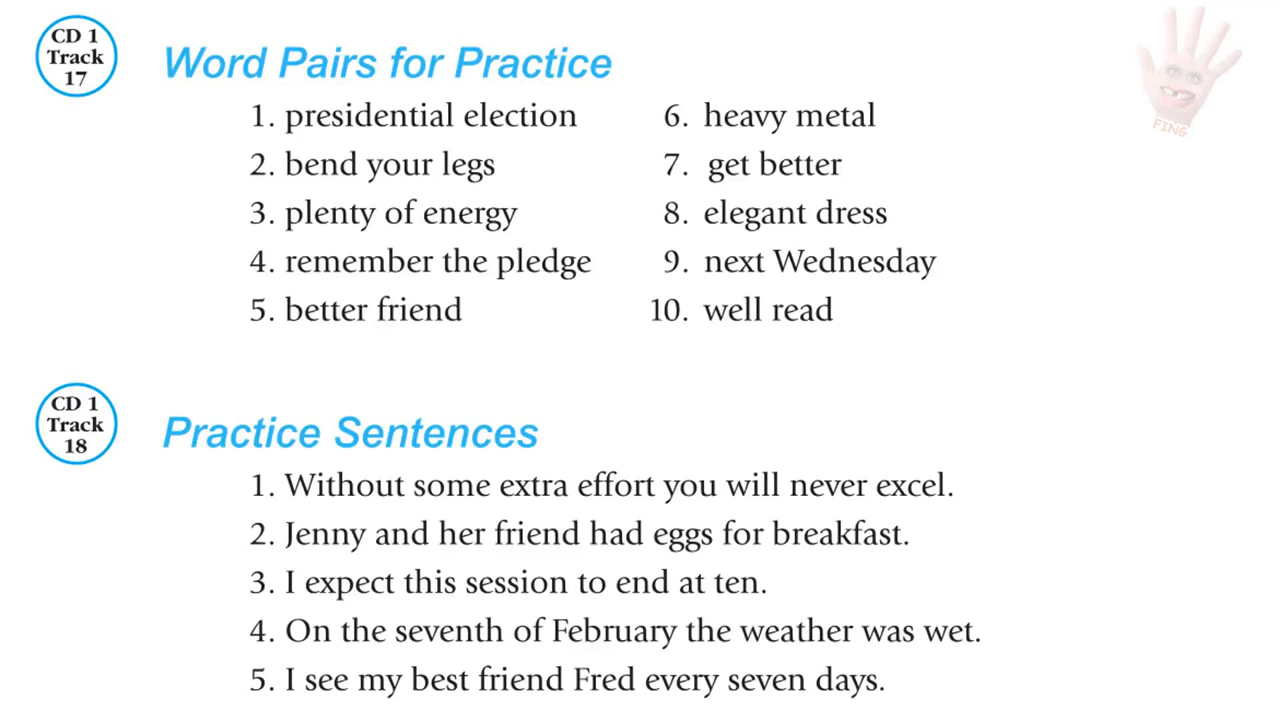 CD 1
Track
17
Word Pairs for Practice
1. presidential election
2. bend your legs
3. plenty of energy
4. remember the pledge
5. better friend
6. heavy metal
7. get better
8. elegant dress
9. next Wednesday
10. well read
FING
CD 1
Track
18
Practice Sentences
1. Without some extra effort you will never excel.
2. Jenny and her friend had eggs for breakfast.
3. I expect this session to end at ten.
4. On the seventh of February the weather was wet.
5. I see my best friend Fred every seven days.